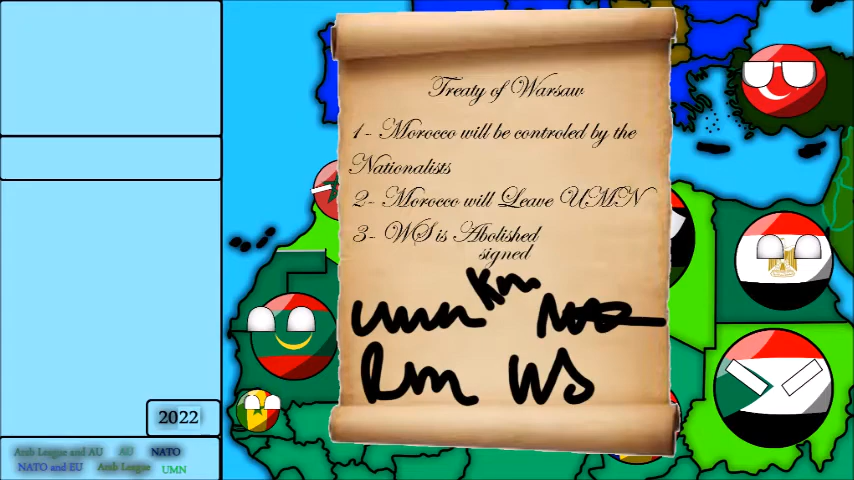 Treaty of Warsaw
1- Morocco will be controled by the
Nationalists
2- Morocco will Leave UMN
3- WS is Abolished
signed
Km
umn
Rm WS
2022
Arab League and AU AU NATO
NATO and EU Arab League UMN